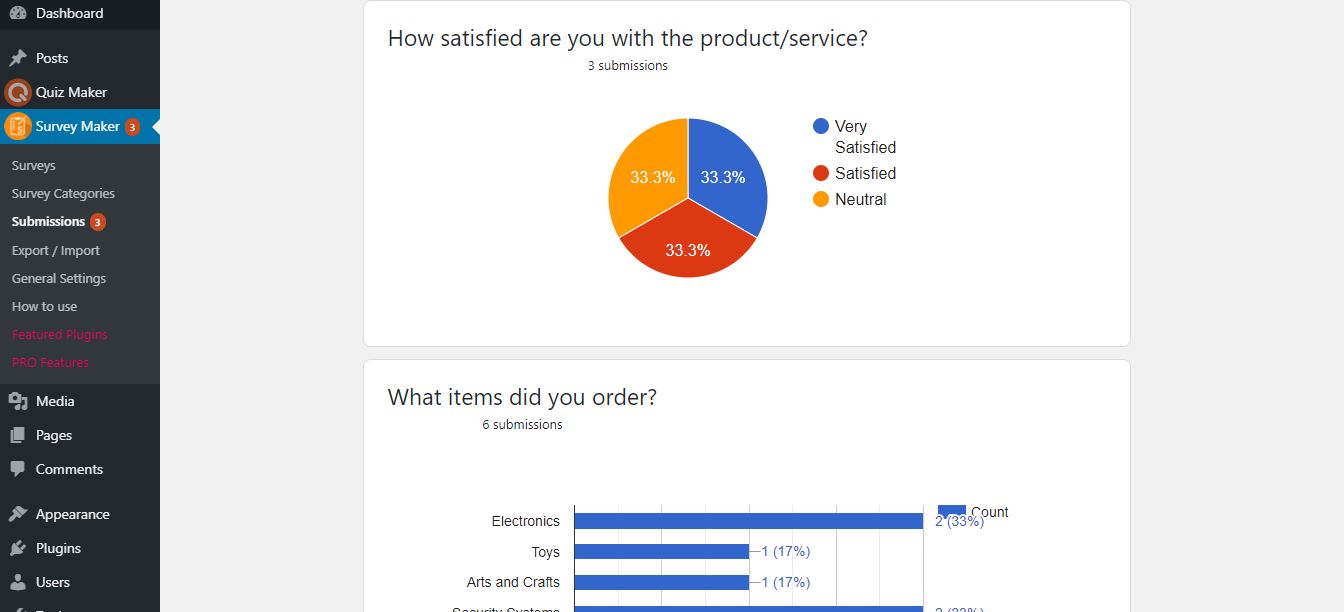 Dashboard
Posts
Quiz Maker
Survey Maker 3
Surveys
Survey Categories
Submissions 3
Export / Import
General Settings
How to use
Featured Plugins
PRO Features
Media
Pages
Comments
Appearance
Plugins
Users
How satisfied are you with the product/service?
3 submissions
33.3%
33.3%
33.3%
Very
Satisfied
Satisfied
Neutral
What items did you order?
6 submissions
Count
Electronics 2 (33%)
Toys 1 (17%)
Arts and Crafts 1 (17%)
Security Systems 2 (33%)